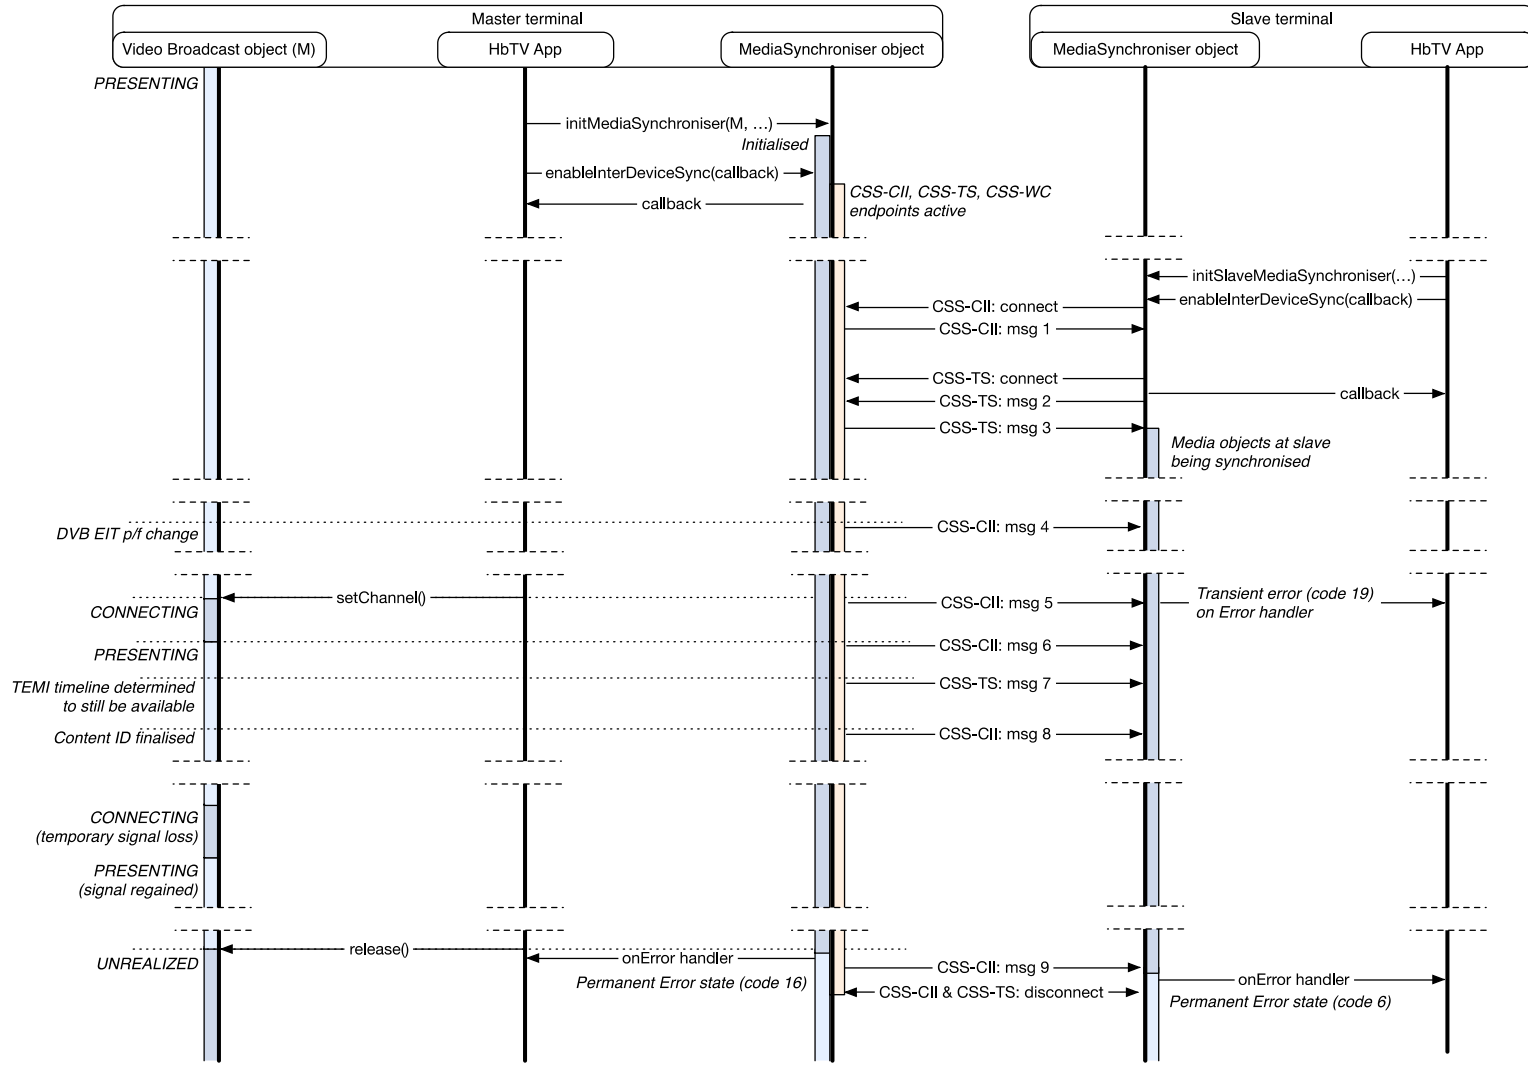 Master terminal
Slave terminal
Video Broadcast object (M)
HbTV App
MediaSynchroniser object
MediaSynchroniser object
HbTV App
PRESENTING
initMediaSynchroniser(M, …)
Initialised
enableInterDeviceSync(callback)
CSS-CII, CSS-TS, CSS-WC
endpoints active
callback
initSlaveMediaSynchroniser(…)
enableInterDeviceSync(callback)
CSS-CII: connect
CSS-CII: msg 1
CSS-TS: connect
callback
CSS-TS: msg 2
CSS-TS: msg 3
Media objects at slave
being synchronised
DVB EIT p/f change
CSS-CII: msg 4
setChannel()
CONNECTING
CSS-CII: msg 5
Transient error (code 19)
on Error handler
PRESENTING
CSS-CII: msg 6
TEMI timeline determined
to still be available
CSS-TS: msg 7
Content ID finalised
CSS-CII: msg 8
CONNECTING
(temporary signal loss)
PRESENTING
(signal regained)
release()
UNREALIZED
onError handler
Permanent Error state (code 16)
CSS-CII: msg 9
CSS-CII & CSS-TS: disconnect
onError handler
Permanent Error state (code 6)